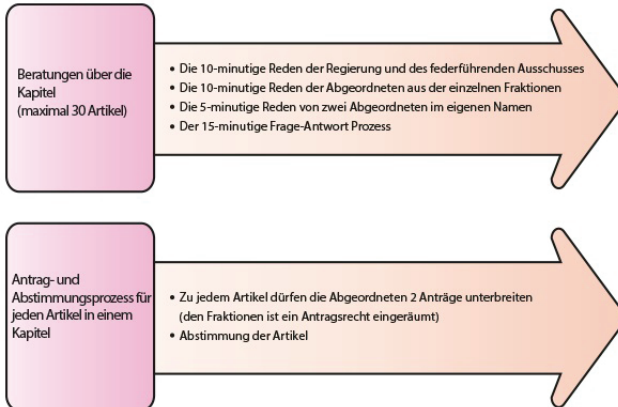 Beratungen über die
Kapitel
(maximal 30 Artikel)
• Die 10-minutige Reden der Regierung und des federführenden Ausschusses
• Die 10-minutige Reden der Abgeordneten aus der einzelnen Fraktionen
• Die 5-minutige Reden von zwei Abgeordneten im eigenen Namen
• Der 15-minutige Frage-Antwort Prozess
Antrag- und
Abstimmungsprozess für
jeden Artikel in einem
Kapitel
• Zu jedem Artikel dürfen die Abgeordneten 2 Anträge unterbreiten
(den Fraktionen ist ein Antragsrecht eingeräumt)
• Abstimmung der Artikel